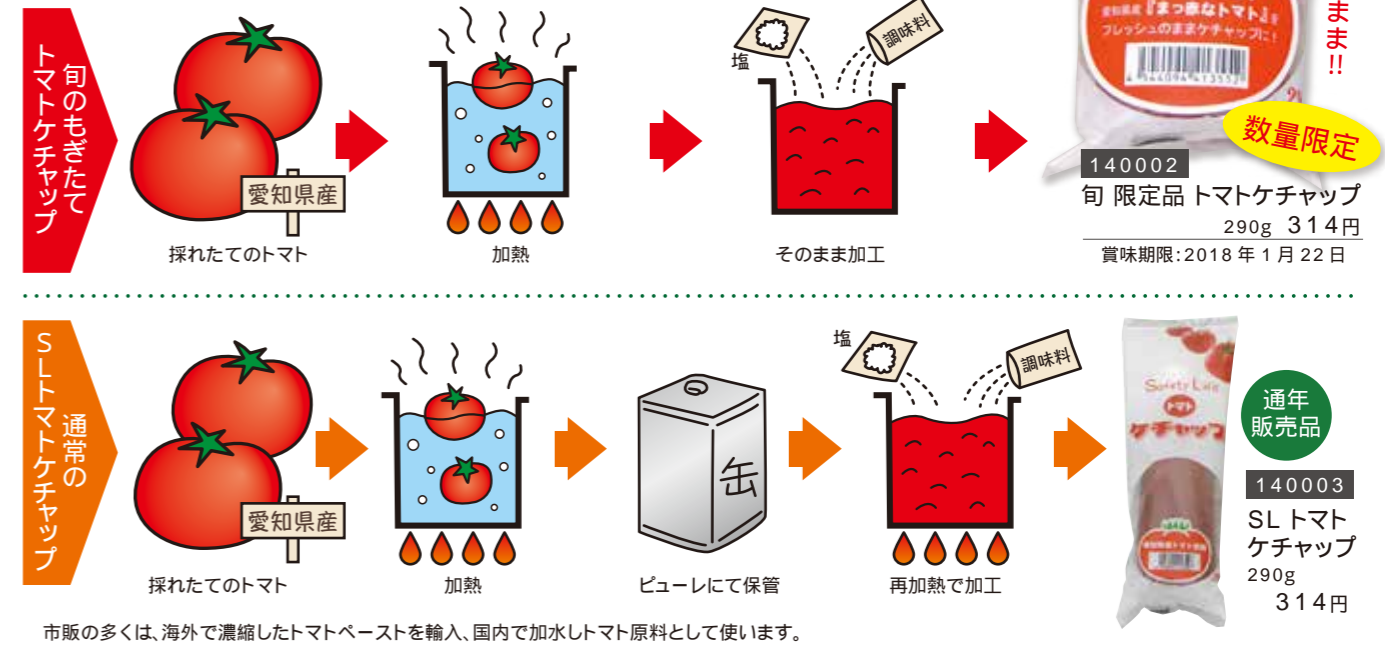 旬のもぎたて
トマトケチャップ
愛知県産
採れたてのトマト
加熱
塩
調味料
そのまま加工
愛知県産『まっ赤なトマト』を
フレッシュのままケチャップに!
まま!!
数量限定
140002
旬 限定品 トマトケチャップ
290g 314円
賞味期限:2018年1月22日
通常の
SLトマトケチャップ
愛知県産
採れたてのトマト
加熱
缶
ピューレにて保管
塩
調味料
再加熱で加工
トマト
ケチャップ
通年
販売品
140003
SL トマト
ケチャップ
290g
314円
市販の多くは、海外で濃縮したトマトペーストを輸入、国内で加水しトマト原料として使います。